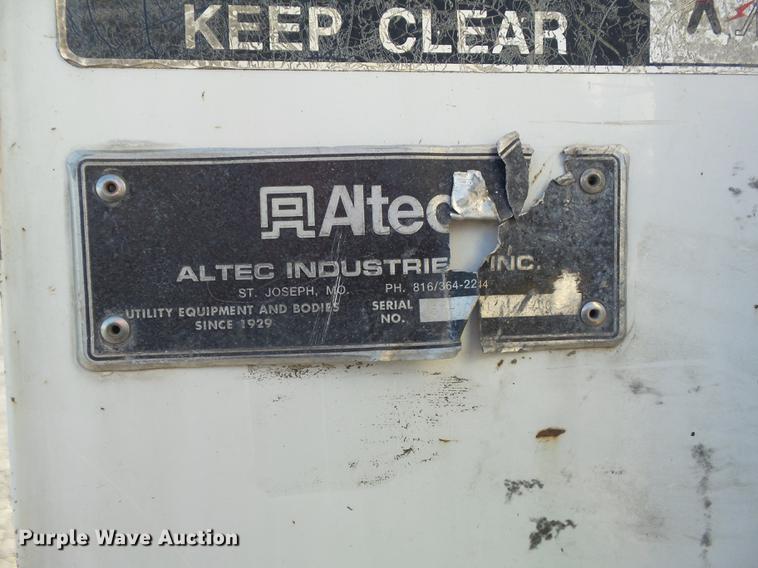 KEEP CLEAR
Altec
ALTEC INDUSTRIES INC.
ST. JOSEPH, MO. PH. 816/364-2244
UTILITY EQUIPMENT AND BODIES SERIAL
SINCE 1929 NO.
Purple Wave Auction